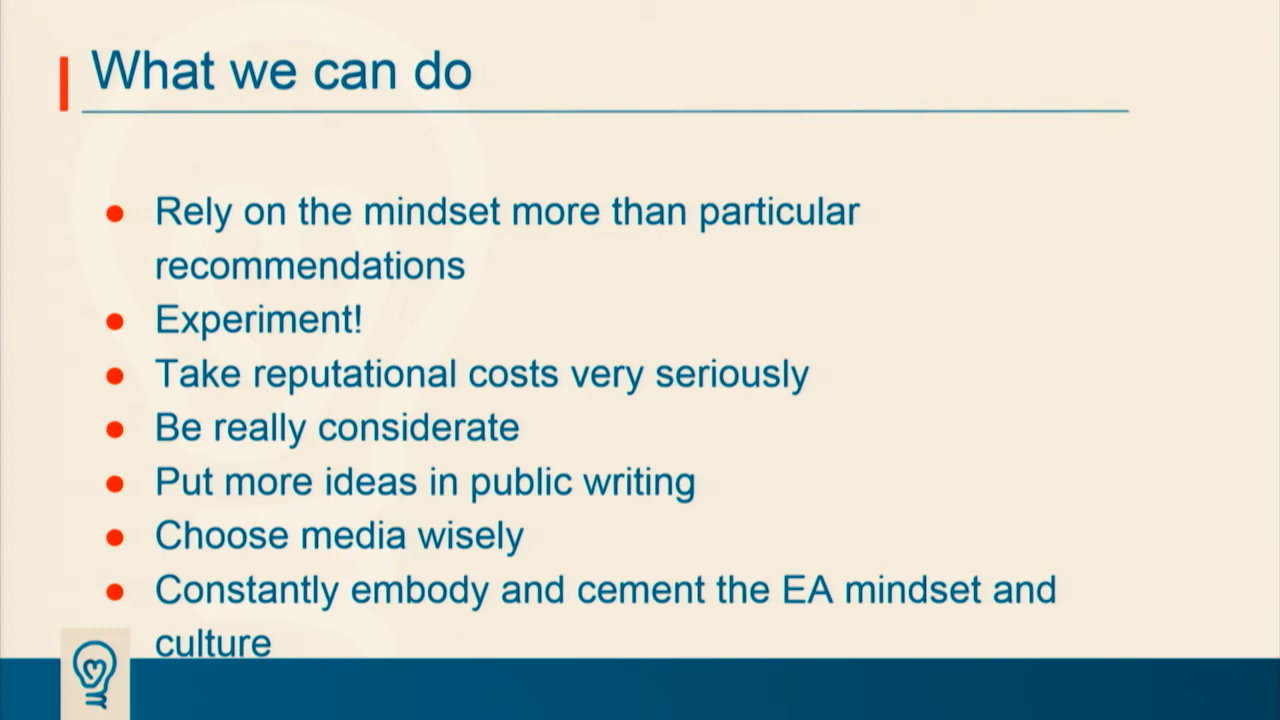 What we can do
● Rely on the mindset more than particular
recommendations
● Experiment!
● Take reputational costs very seriously
● Be really considerate
● Put more ideas in public writing
● Choose media wisely
● Constantly embody and cement the EA mindset and
culture